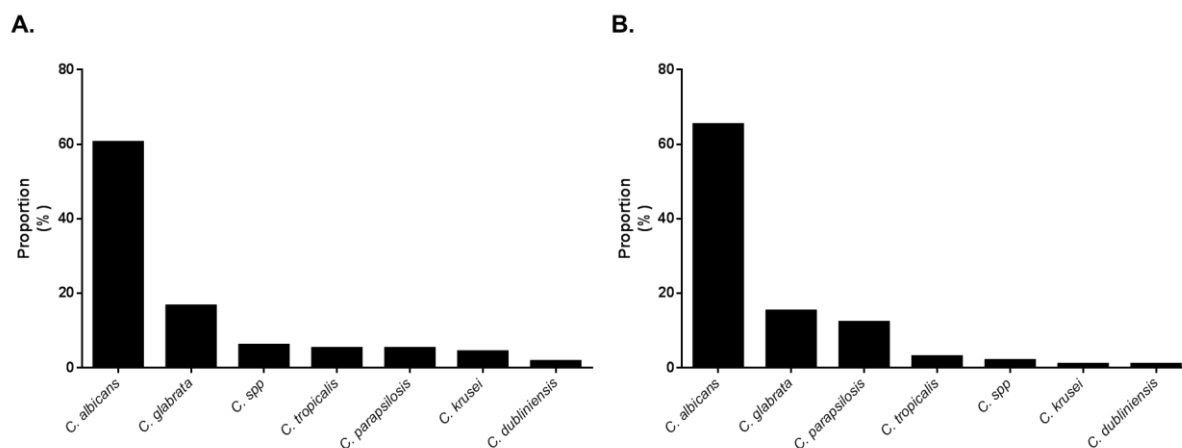 A.
80
60
40
20
0
Proportion
(%)
C. albicans
C. glabrata
C. spp
C. tropicalis
C. parapsilosis
C. krusei
C. dubliniensis
B.
80
60
40
20
0
Proportion
(%)
C. albicans
C. glabrata
C. parapsilosis
C. tropicalis
C. spp
C. krusei
C. dubliniensis